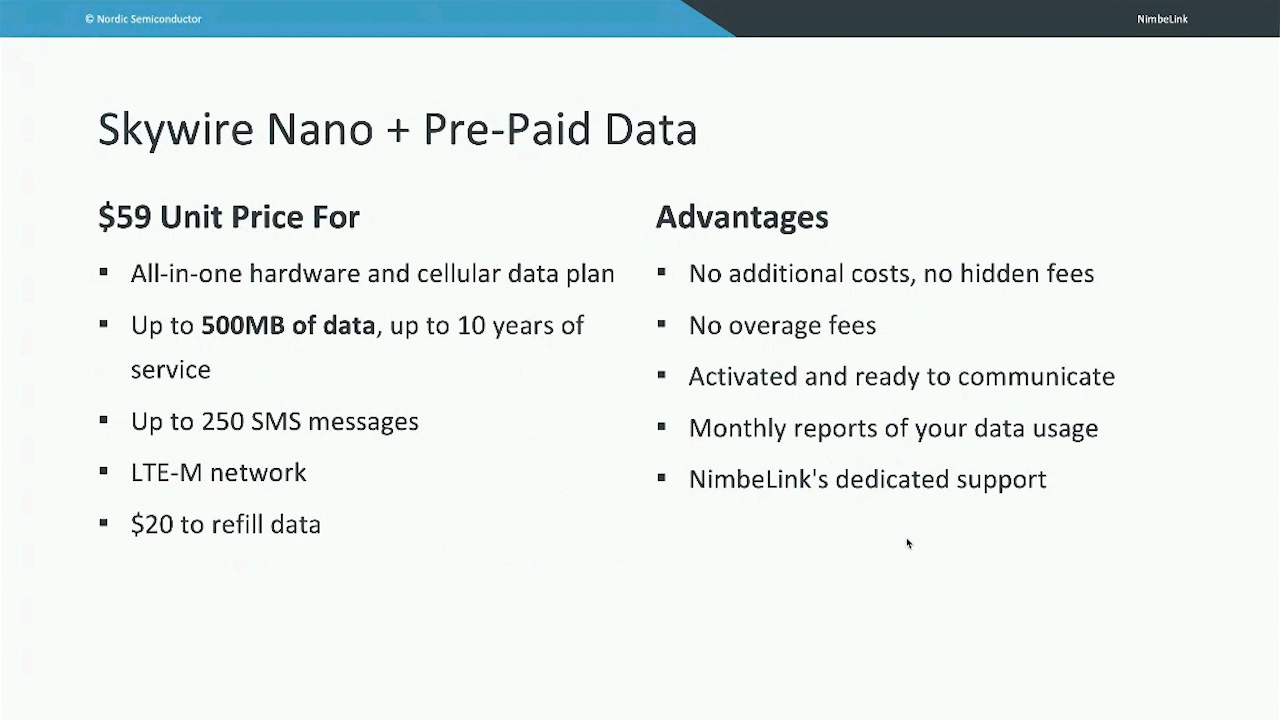 © Nordic Semiconductor
NimbeLink
Skywire Nano + Pre-Paid Data
$59 Unit Price For
▪ All-in-one hardware and cellular data plan
▪ Up to 500MB of data, up to 10 years of
service
▪ Up to 250 SMS messages
▪ LTE-M network
▪ $20 to refill data
Advantages
▪ No additional costs, no hidden fees
▪ No overage fees
▪ Activated and ready to communicate
▪ Monthly reports of your data usage
▪ NimbeLink's dedicated support